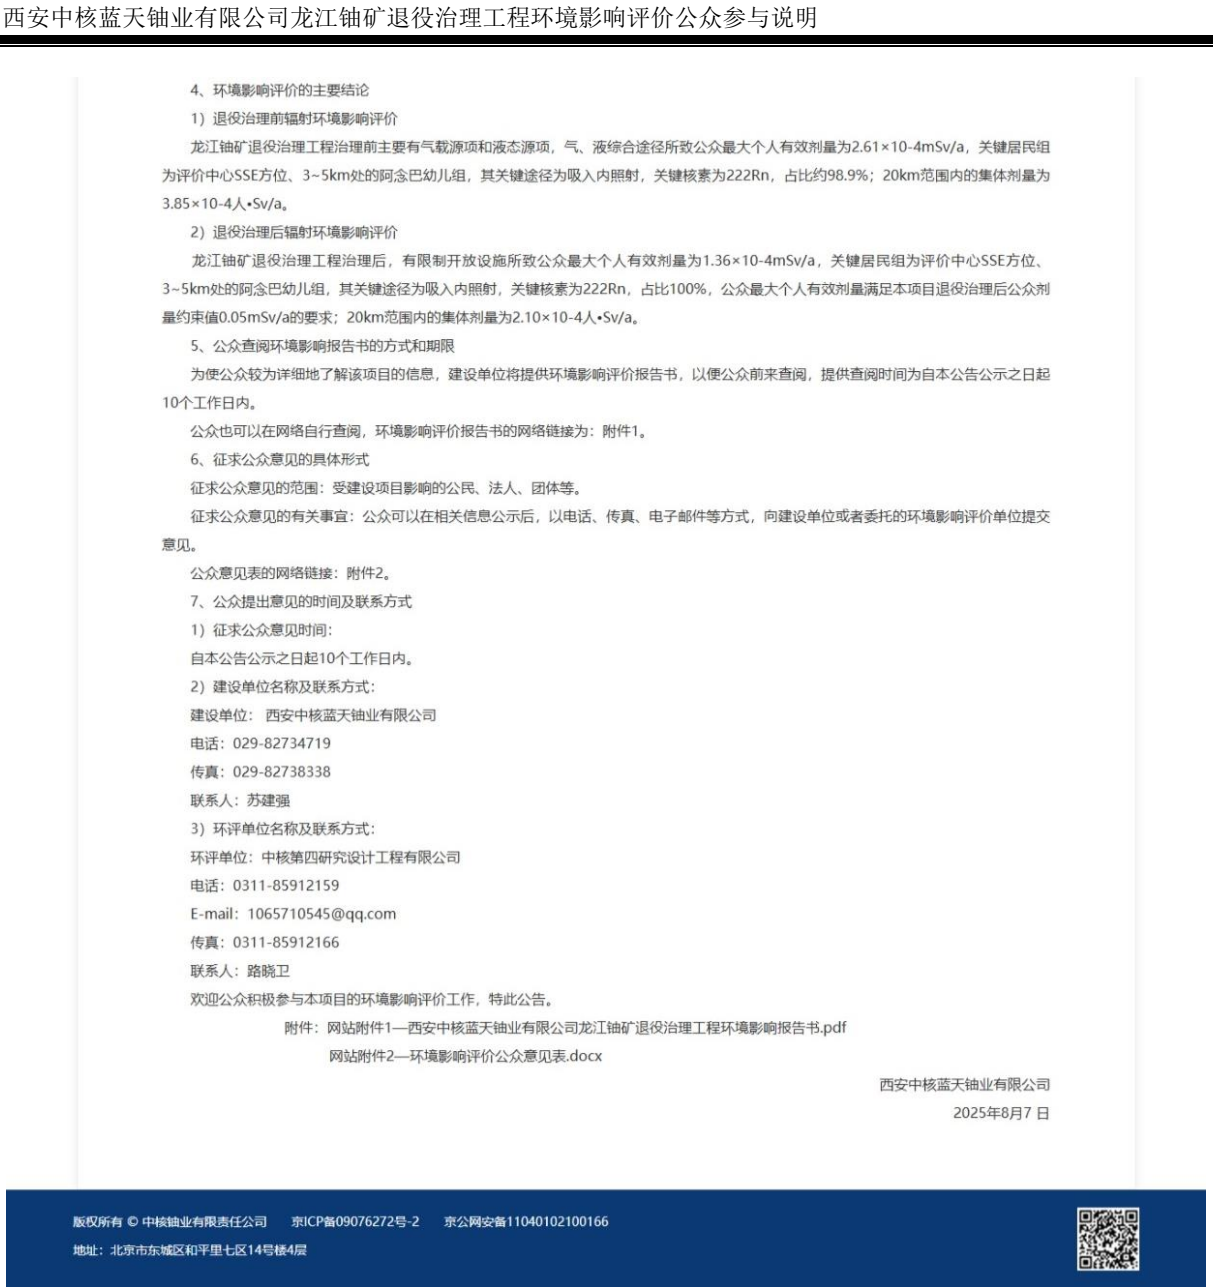 西安中核蓝天铀业有限公司龙江铀矿退役治理工程环境影响评价公众参与说明
4、环境影响评价的主要结论
1）退役治理前辐射环境影响评价
龙江铀矿退役治理工程治理前主要有气载源项和液态源项，气、液综合途径所致公众最大个人有效剂量为2.61×10-4mSv/a，关键居民组
为评价中心SSE方位、3~5km处的阿念巴幼儿组，其关键途径为吸入内照射，关键核素为222Rn，占比约98.9%；20km范围内的集体剂量为
3.85×10-4人•Sv/a。
2）退役治理后辐射环境影响评价
龙江铀矿退役治理工程治理后，有限制开放设施所致公众最大个人有效剂量为1.36×10-4mSv/a，关键居民组为评价中心SSE方位、
3~5km处的阿念巴幼儿组，其关键途径为吸入内照射，关键核素为222Rn，占比100%，公众最大个人有效剂量满足本项目退役治理后公众剂
量约束值0.05mSv/a的要求；20km范围内的集体剂量为2.10×10-4人•Sv/a。
5、公众查阅环境影响报告书的方式和期限
为使公众较为详细地了解该项目的信息，建设单位将提供环境影响评价报告书，以便公众前来查阅，提供查阅时间为自本公告公示之日起
10个工作日内。
公众也可以在网络自行查阅，环境影响评价报告书的网络链接为：附件1。
6、征求公众意见的具体形式
征求公众意见的范围：受建设项目影响的公民、法人、团体等。
征求公众意见的有关事宜：公众可以在相关信息公示后，以电话、传真、电子邮件等方式，向建设单位或者委托的环境影响评价单位提交
意见。
公众意见表的网络链接：附件2。
7、公众提出意见的时间及联系方式
1）征求公众意见时间：
自本公告公示之日起10个工作日内。
2）建设单位名称及联系方式：
建设单位： 西安中核蓝天铀业有限公司
电话：029-82734719
传真：029-82738338
联系人：苏建强
3）环评单位名称及联系方式：
环评单位：中核第四研究设计工程有限公司
电话：0311-85912159
E-mail：1065710545@qq.com
传真：0311-85912166
联系人：路晓卫
欢迎公众积极参与本项目的环境影响评价工作，特此公告。
附件：网站附件1—西安中核蓝天铀业有限公司龙江铀矿退役治理工程环境影响报告书.pdf
网站附件2—环境影响评价公众意见表.docx
西安中核蓝天铀业有限公司
2025年8月7 日
版权所有 © 中核铀业有限责任公司 京ICP备09076272号-2 京公网安备11040102100166
地址：北京市东城区和平里七区14号楼4层